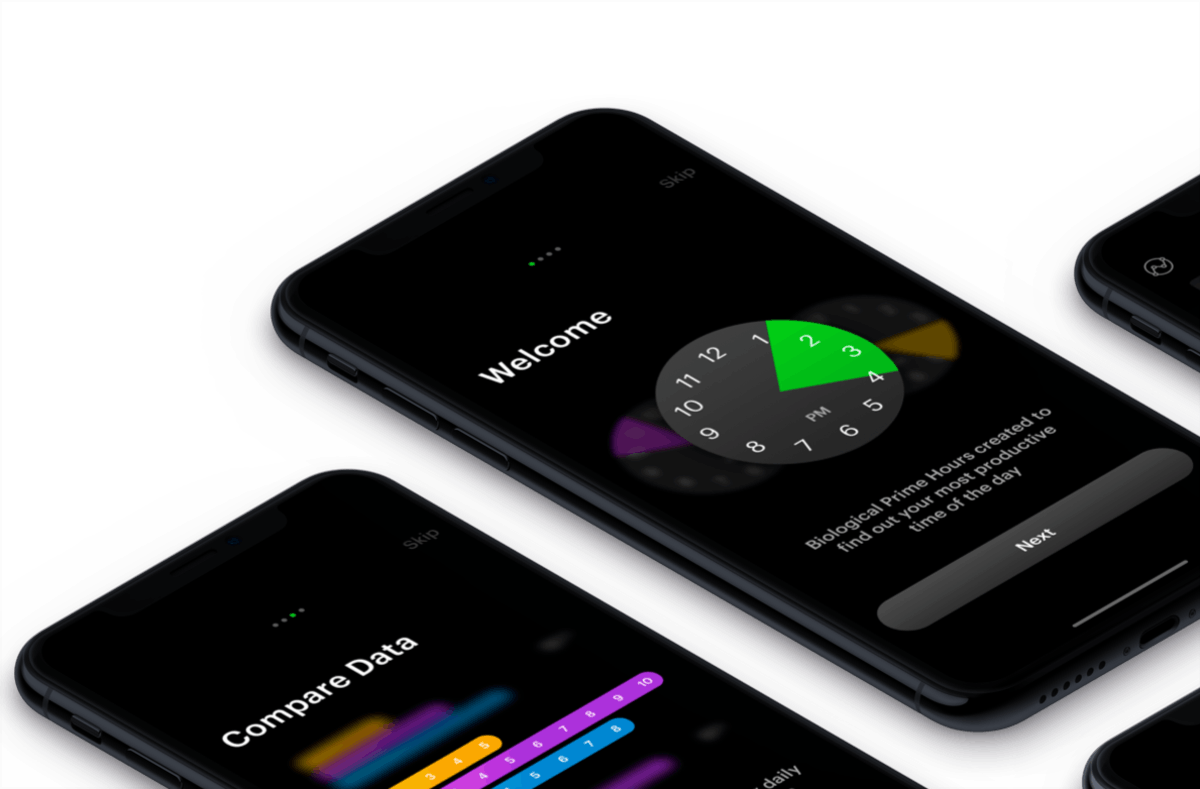 Skip
Welcome
12
1
2
3
4
5
6
7
8
9
10
11
PM
Biological Prime Hours created to
find out your most productive
time of the day
Next
Skip
Compare Data
3 4 5
4 5 6 7 8 9 10
5 6 7 8
daily